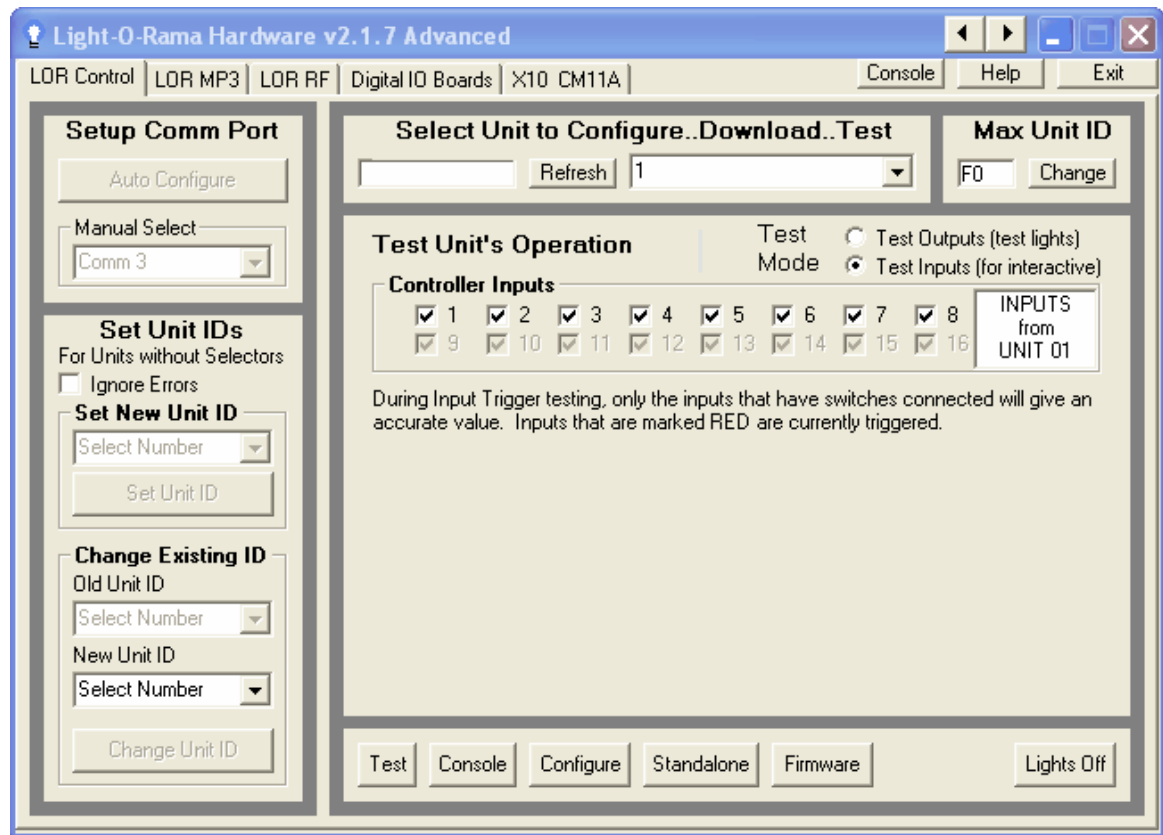 Light-O-Rama Hardware v2.1.7 Advanced
LOR Control LOR MP3 LOR RF Digital IO Boards X10 CM11A Console Help Exit
Setup Comm Port
Auto Configure
Manual Select
Comm 3
Set Unit IDs
For Units without Selectors
Ignore Errors
Set New Unit ID
Select Number
Set Unit ID
Change Existing ID
Old Unit ID
Select Number
New Unit ID
Select Number
Change Unit ID
Select Unit to Configure..Download..Test
Refresh 1
Max Unit ID
F0 Change
Test Unit's Operation
Test Mode
Test Outputs (test lights)
Test Inputs (for interactive)
Controller Inputs
1 2 3 4 5 6 7 8
9 10 11 12 13 14 15 16
INPUTS
from
UNIT 01
During Input Trigger testing, only the inputs that have switches connected will give an
accurate value. Inputs that are marked RED are currently triggered.
Test Console Configure Standalone Firmware Lights Off